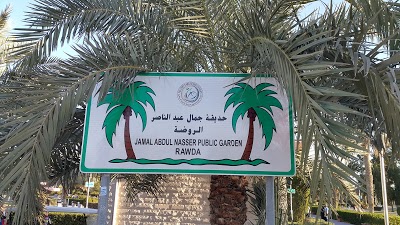 حديقة جمال عبد الناصر
الروضة
JAMAL ABDUL NASSER PUBLIC GARDEN
RAWDA